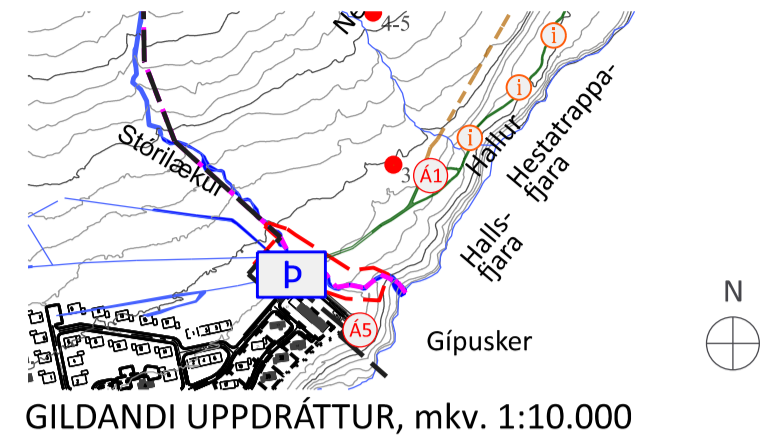 4-5
i
i
i
Stórilækur
3
Á1
Hallur
Hestatrappa-
fjara
Halls-
fjara
Þ
Á5
Gípusker
N
GILDANDI UPPDRÁTTUR, mkv. 1:10.000